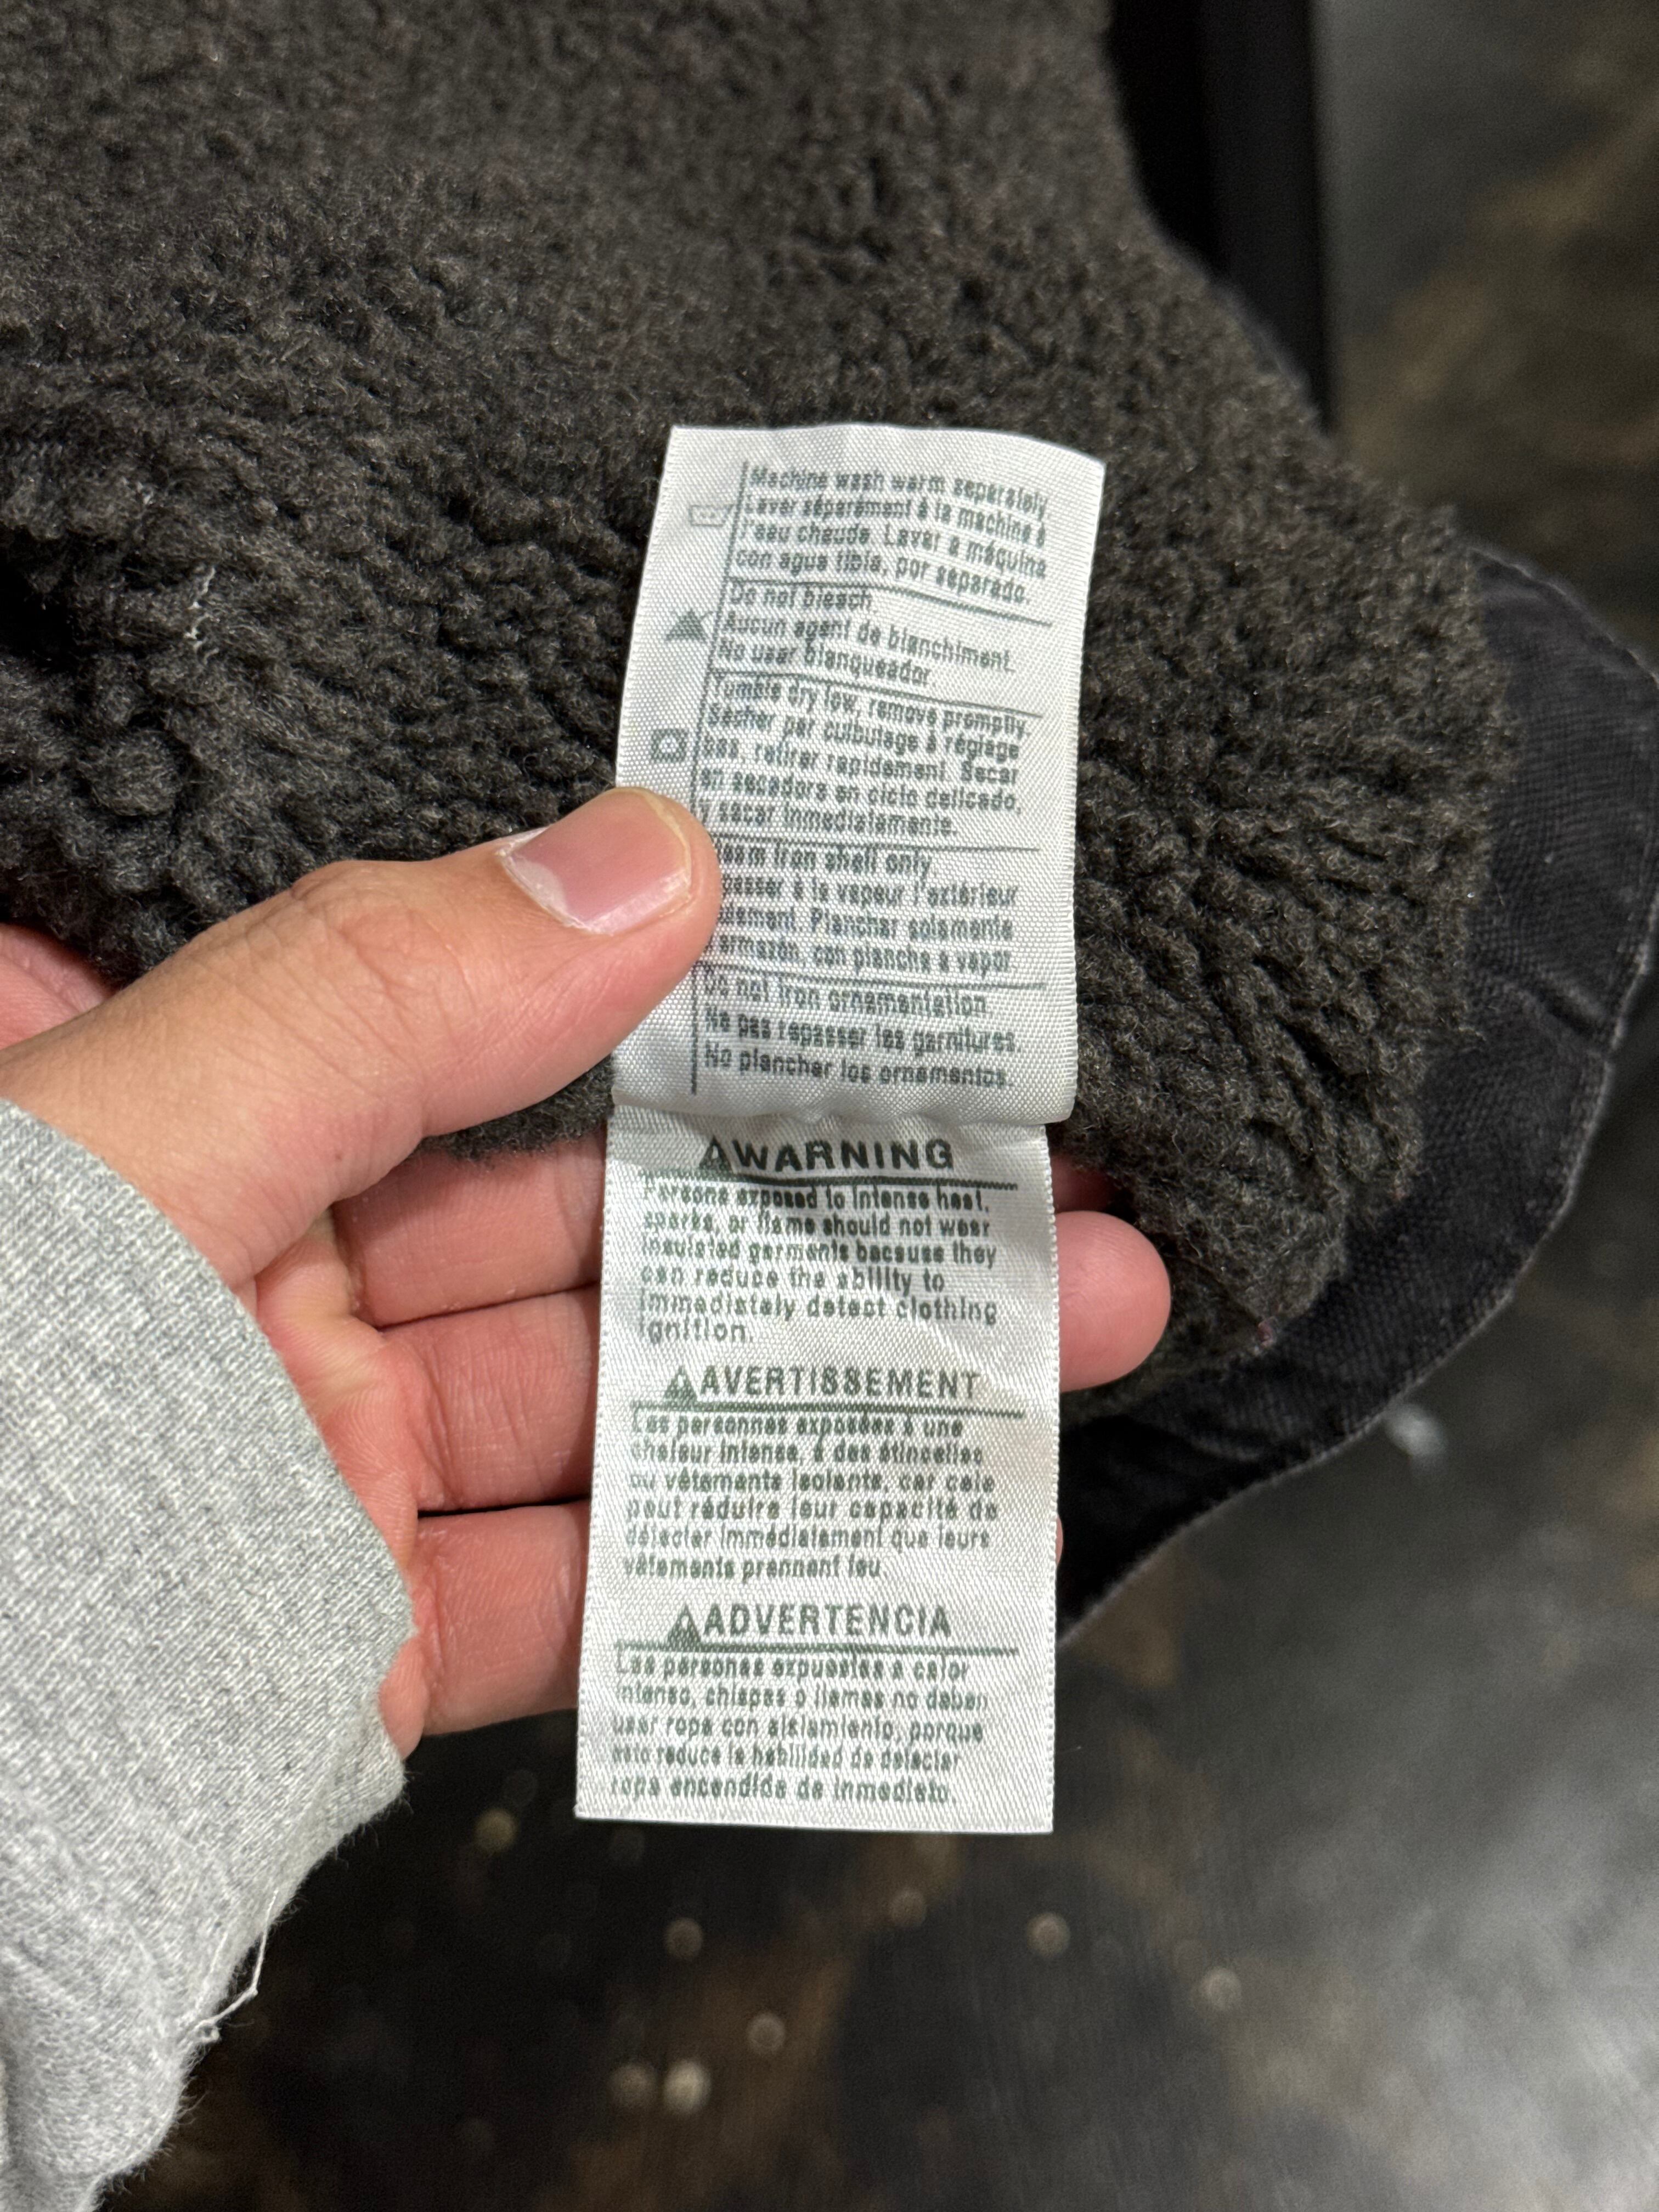 Machine wash warm separately
Laver séparément à la machine à
l'eau chaude. Lavar a máquina
con agua tibia, por separado.
Do not bleach
Aucun agent de blanchiment.
No usar blanqueador
Tumble dry low, remove promptly.
Sécher par culbutage à réglage
bas, retirer rapidement. Secar
en secadora en ciclo delicado,
y sacar inmediatamente.
iron shell only
à la vapeur l'extérieur
Planchar solamente
armazón, con plancha a vapor
Do not iron ornamentation.
Ne pas repasser les garnitures.
No planchar los ornamentos.
⚠WARNING
Persons exposed to intense heat,
sparks, or flame should not wear
insulated garments because they
can reduce the ability to
immediately detect clothing
ignition.
⚠AVERTISSEMENT
Les personnes exposées à une
chaleur intense, à des étincelles
ou vêtements isolants, car cela
peut réduire leur capacité de
détecter immédiatement que leurs
vêtements prennent feu.
⚠ADVERTENCIA
Las personas expuestas a calor
intenso, chispas o llamas no deben
usar ropa con aislamiento, porque
esto reduce la habilidad de detectar
ropa encendida de inmediato.